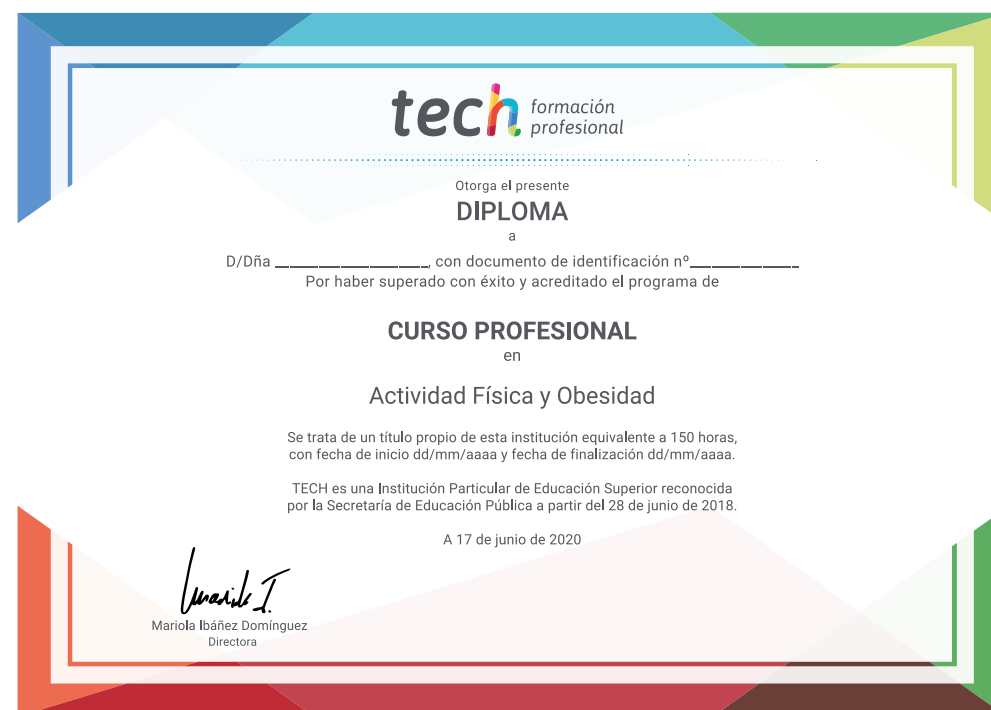 tech formación
profesional
Otorga el presente
DIPLOMA
a
D/Dña ____________________, con documento de identificación nº______________
Por haber superado con éxito y acreditado el programa de
CURSO PROFESIONAL
en
Actividad Física y Obesidad
Se trata de un título propio de esta institución equivalente a 150 horas,
con fecha de inicio dd/mm/aaaa y fecha de finalización dd/mm/aaaa.
TECH es una Institución Particular de Educación Superior reconocida
por la Secretaría de Educación Pública a partir del 28 de junio de 2018.
A 17 de junio de 2020
Mariola Ibáñez Domínguez
Directora